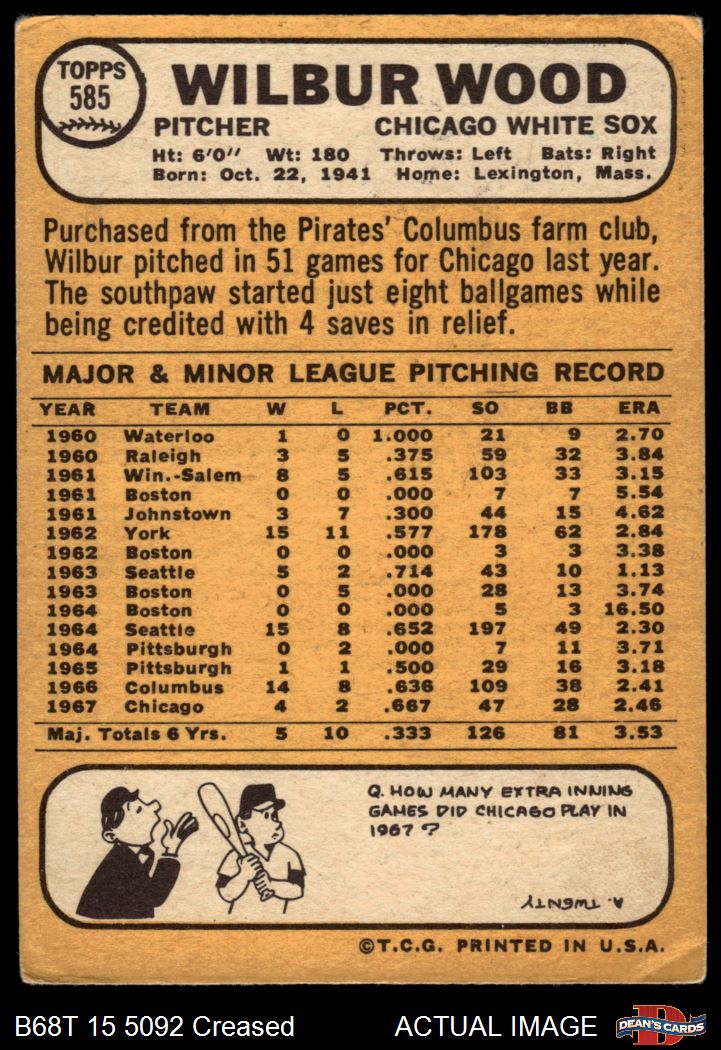 TOPPS
585
WILBUR WOOD
PITCHER CHICAGO WHITE SOX
Ht: 6'0" Wt: 180 Throws: Left Bats: Right
Born: Oct. 22, 1941 Home: Lexington, Mass.
Purchased from the Pirates' Columbus farm club,
Wilbur pitched in 51 games for Chicago last year.
The southpaw started just eight ballgames while
being credited with 4 saves in relief.
MAJOR & MINOR LEAGUE PITCHING RECORD
YEAR TEAM W L PCT. SO BB ERA
1960 Waterloo 1 0 1.000 21 9 2.70
1960 Raleigh 3 5 .375 59 32 3.84
1961 Win.-Salem 8 5 .615 103 33 3.15
1961 Boston 0 0 .000 7 7 5.54
1961 Johnstown 3 7 .300 44 15 4.62
1962 York 15 11 .577 178 62 2.84
1962 Boston 0 0 .000 3 3 3.38
1963 Seattle 5 2 .714 43 10 1.13
1963 Boston 0 5 .000 28 13 3.74
1964 Boston 0 0 .000 5 3 16.50
1964 Seattle 15 8 .652 197 49 2.30
1964 Pittsburgh 0 2 .000 7 11 3.71
1965 Pittsburgh 1 1 .500 29 16 3.18
1966 Columbus 14 8 .636 109 38 2.41
1967 Chicago 4 2 .667 47 28 2.46
Maj. Totals 6 Yrs. 5 10 .333 126 81 3.53
Q. HOW MANY EXTRA INNING
GAMES DID CHICAGO PLAY IN
1967?
A. TWENTY
©T.C.G. PRINTED IN U.S.A.
B68T 15 5092 Creased ACTUAL IMAGE
D
DEAN'S CARDS